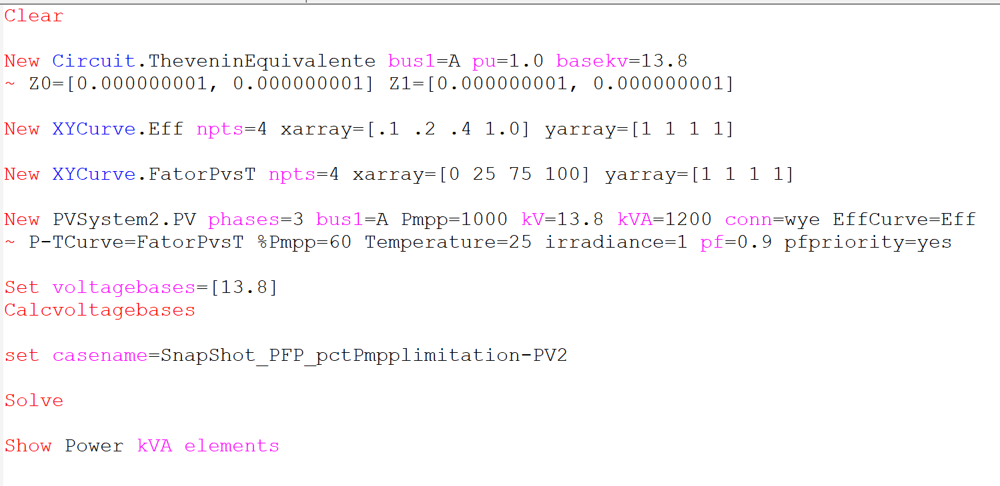 Clear
New Circuit.TheveninEquivalente bus1=A pu=1.0 basekv=13.8
~ Z0=[0.000000001, 0.000000001] Z1=[0.000000001, 0.000000001]
New XYCurve.Eff npts=4 xarray=[.1 .2 .4 1.0] yarray=[1 1 1 1]
New XYCurve.FatorPvsT npts=4 xarray=[0 25 75 100] yarray=[1 1 1 1]
New PVSystem2.PV phases=3 bus1=A Pmpp=1000 kV=13.8 kVA=1200 conn=wye EffCurve=Eff
~ P-TCurve=FatorPvsT %Pmpp=60 Temperature=25 irradiance=1 pf=0.9 pfpriority=yes
Set voltagebases=[13.8]
Calcvoltagebases
set casename=SnapShot_PFP_pctPmpplimitation-PV2
Solve
Show Power kVA elements